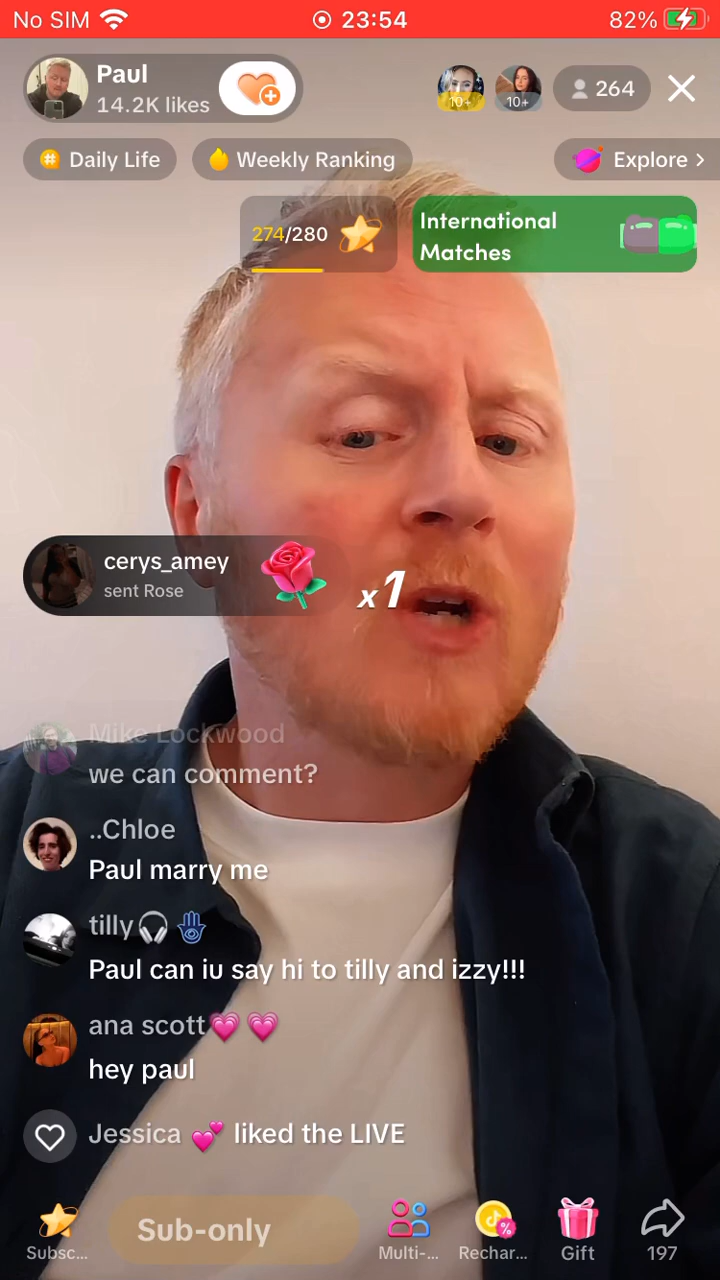 No SIM 23:54 82%
Paul
14.2K likes
10+ 10+ 264
Daily Life Weekly Ranking Explore
274/280
International
Matches
cerys_amey
sent Rose
x1
Mike Lockwood
we can comment?
..Chloe
Paul marry me
tilly
Paul can iu say hi to tilly and izzy!!!
ana scott
hey paul
Jessica liked the LIVE
Sub-only
Subsc... Multi-... Rechar... Gift 197